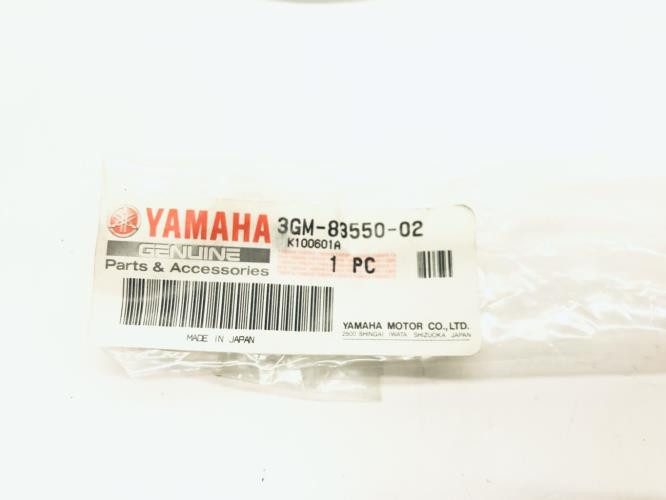 YAMAHA
GENUINE
Parts & Accessories
3GM-83550-02
K100601A
1 PC
MADE IN JAPAN
YAMAHA MOTOR CO., LTD.
2500 SHINGAI IWATA SHIZUOKA JAPAN